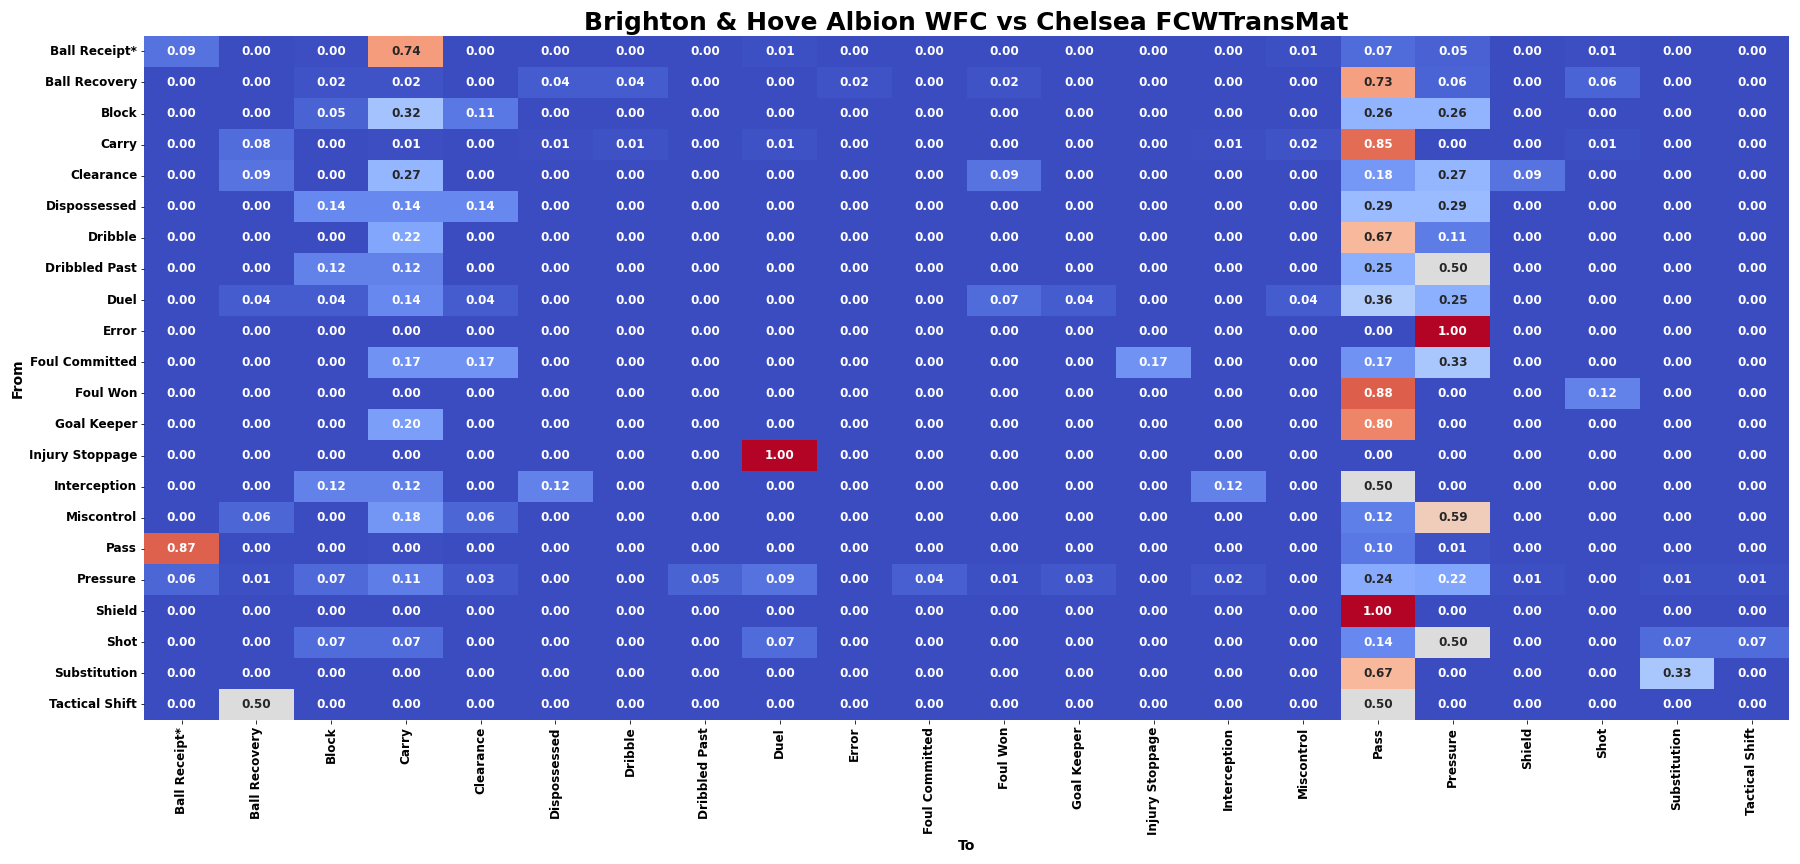 Brighton & Hove Albion WFC vs Chelsea FCWTransMat
Ball Receipt* 0.09 0.00 0.00 0.74 0.00 0.00 0.00 0.00 0.01 0.00 0.00 0.00 0.00 0.00 0.00 0.01 0.07 0.05 0.00 0.01 0.00 0.00
Ball Recovery 0.00 0.00 0.02 0.02 0.00 0.04 0.04 0.00 0.00 0.02 0.00 0.02 0.00 0.00 0.00 0.00 0.73 0.06 0.00 0.06 0.00 0.00
Block 0.00 0.00 0.05 0.32 0.11 0.00 0.00 0.00 0.00 0.00 0.00 0.00 0.00 0.00 0.00 0.00 0.26 0.26 0.00 0.00 0.00 0.00
Carry 0.00 0.08 0.00 0.01 0.00 0.01 0.01 0.00 0.01 0.00 0.00 0.00 0.00 0.00 0.01 0.02 0.85 0.00 0.00 0.01 0.00 0.00
Clearance 0.00 0.09 0.00 0.27 0.00 0.00 0.00 0.00 0.00 0.00 0.00 0.09 0.00 0.00 0.00 0.00 0.18 0.27 0.09 0.00 0.00 0.00
Dispossessed 0.00 0.00 0.14 0.14 0.14 0.00 0.00 0.00 0.00 0.00 0.00 0.00 0.00 0.00 0.00 0.00 0.29 0.29 0.00 0.00 0.00 0.00
Dribble 0.00 0.00 0.00 0.22 0.00 0.00 0.00 0.00 0.00 0.00 0.00 0.00 0.00 0.00 0.00 0.00 0.67 0.11 0.00 0.00 0.00 0.00
Dribbled Past 0.00 0.00 0.12 0.12 0.00 0.00 0.00 0.00 0.00 0.00 0.00 0.00 0.00 0.00 0.00 0.00 0.25 0.50 0.00 0.00 0.00 0.00
Duel 0.00 0.04 0.04 0.14 0.04 0.00 0.00 0.00 0.00 0.00 0.00 0.07 0.04 0.00 0.00 0.04 0.36 0.25 0.00 0.00 0.00 0.00
Error 0.00 0.00 0.00 0.00 0.00 0.00 0.00 0.00 0.00 0.00 0.00 0.00 0.00 0.00 0.00 0.00 0.00 1.00 0.00 0.00 0.00 0.00
Foul Committed 0.00 0.00 0.00 0.17 0.17 0.00 0.00 0.00 0.00 0.00 0.00 0.00 0.00 0.17 0.00 0.00 0.17 0.33 0.00 0.00 0.00 0.00
Foul Won 0.00 0.00 0.00 0.00 0.00 0.00 0.00 0.00 0.00 0.00 0.00 0.00 0.00 0.00 0.00 0.00 0.88 0.00 0.00 0.12 0.00 0.00
Goal Keeper 0.00 0.00 0.00 0.20 0.00 0.00 0.00 0.00 0.00 0.00 0.00 0.00 0.00 0.00 0.00 0.00 0.80 0.00 0.00 0.00 0.00 0.00
Injury Stoppage 0.00 0.00 0.00 0.00 0.00 0.00 0.00 0.00 1.00 0.00 0.00 0.00 0.00 0.00 0.00 0.00 0.00 0.00 0.00 0.00 0.00 0.00
Interception 0.00 0.00 0.12 0.12 0.00 0.12 0.00 0.00 0.00 0.00 0.00 0.00 0.00 0.00 0.12 0.00 0.50 0.00 0.00 0.00 0.00 0.00
Miscontrol 0.00 0.06 0.00 0.18 0.06 0.00 0.00 0.00 0.00 0.00 0.00 0.00 0.00 0.00 0.00 0.00 0.12 0.59 0.00 0.00 0.00 0.00
Pass 0.87 0.00 0.00 0.00 0.00 0.00 0.00 0.00 0.00 0.00 0.00 0.00 0.00 0.00 0.00 0.00 0.10 0.01 0.00 0.00 0.00 0.00
Pressure 0.06 0.01 0.07 0.11 0.03 0.00 0.00 0.05 0.09 0.00 0.04 0.01 0.03 0.00 0.02 0.00 0.24 0.22 0.01 0.00 0.01 0.01
Shield 0.00 0.00 0.00 0.00 0.00 0.00 0.00 0.00 0.00 0.00 0.00 0.00 0.00 0.00 0.00 0.00 1.00 0.00 0.00 0.00 0.00 0.00
Shot 0.00 0.00 0.07 0.07 0.00 0.00 0.00 0.00 0.07 0.00 0.00 0.00 0.00 0.00 0.00 0.00 0.14 0.50 0.00 0.00 0.07 0.07
Substitution 0.00 0.00 0.00 0.00 0.00 0.00 0.00 0.00 0.00 0.00 0.00 0.00 0.00 0.00 0.00 0.00 0.67 0.00 0.00 0.00 0.33 0.00
Tactical Shift 0.00 0.50 0.00 0.00 0.00 0.00 0.00 0.00 0.00 0.00 0.00 0.00 0.00 0.00 0.00 0.00 0.50 0.00 0.00 0.00 0.00 0.00
From
Ball Receipt*
Ball Recovery
Block
Carry
Clearance
Dispossessed
Dribble
Dribbled Past
Duel
Error
Foul Committed
Foul Won
Goal Keeper
Injury Stoppage
Interception
Miscontrol
Pass
Pressure
Shield
Shot
Substitution
Tactical Shift
To